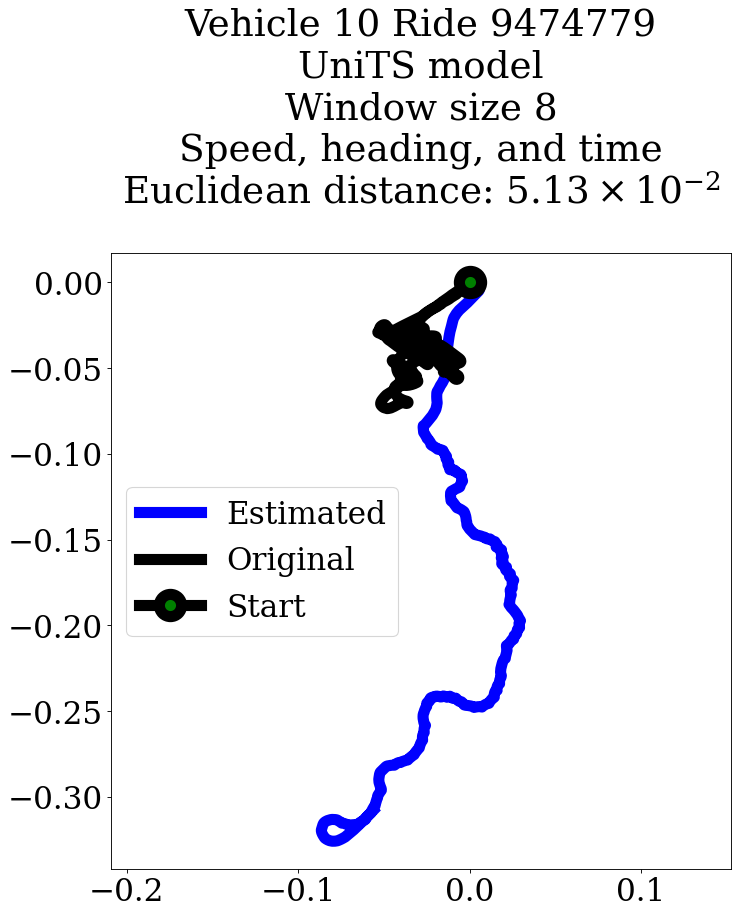 Vehicle 10 Ride 9474779
UniTS model
Window size 8
Speed, heading, and time
Euclidean distance: 5.13 × 10⁻²
0.00
−0.05
−0.10
−0.15
−0.20
−0.25
−0.30
Estimated
Original
Start
−0.2
−0.1
0.0
0.1